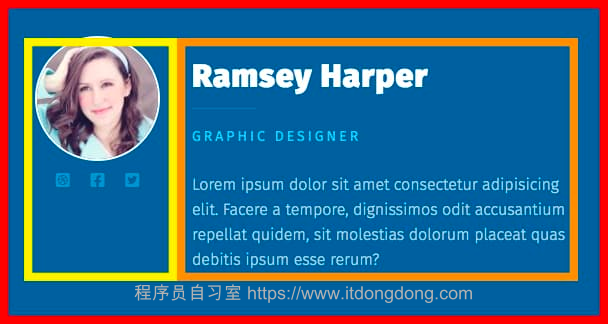 Ramsey Harper
GRAPHIC DESIGNER
Lorem ipsum dolor sit amet consectetur adipisicing
elit. Facere a tempore, dignissimos odit accusantium
repellat quidem, sit molestias dolorum placeat quas
debitis ipsum esse rerum?
程序员自习室 https://www.itdongdong.com